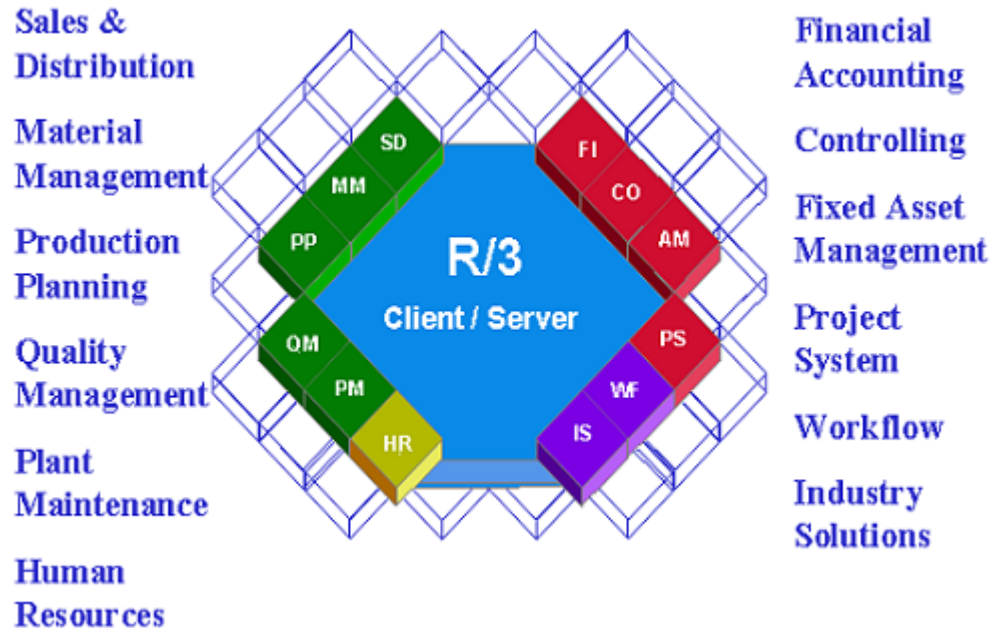 Sales &
Distribution
Material
Management
Production
Planning
Quality
Management
Plant
Maintenance
Human
Resources
SD
MM
PP
QM
PM
HR
R/3
Client / Server
FI
CO
AM
PS
WF
IS
Financial
Accounting
Controlling
Fixed Asset
Management
Project
System
Workflow
Industry
Solutions